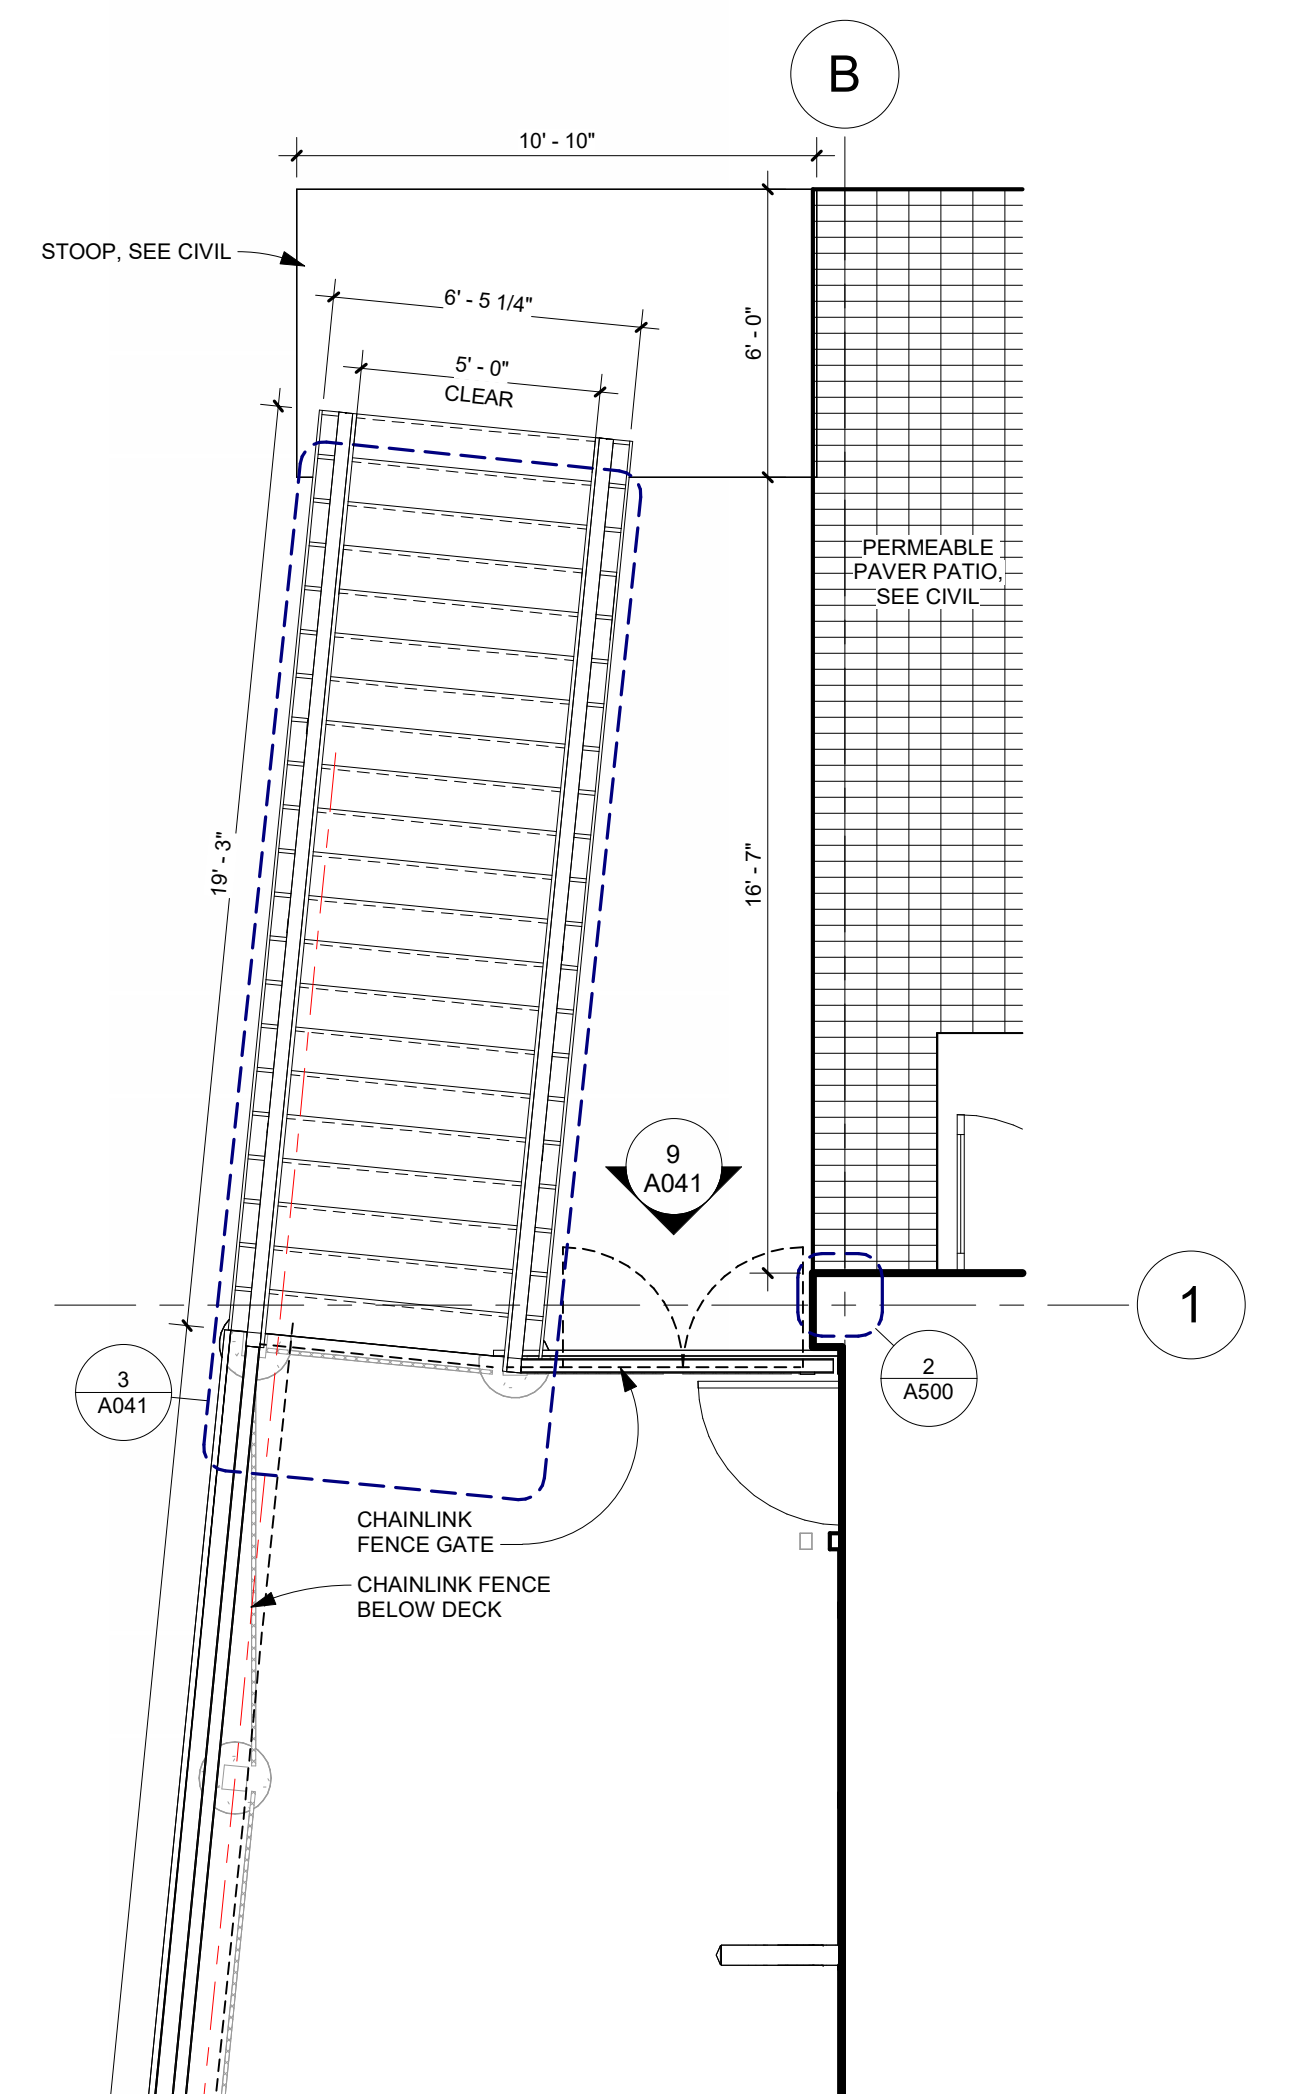 B
10' - 10"
STOOP, SEE CIVIL
6' - 5 1/4"
6' - 0"
5' - 0"
CLEAR
PERMEABLE
PAVER PATIO,
SEE CIVIL
19' - 3"
16' - 7"
9
A041
1
3
A041
2
A500
CHAINLINK
FENCE GATE
CHAINLINK FENCE
BELOW DECK